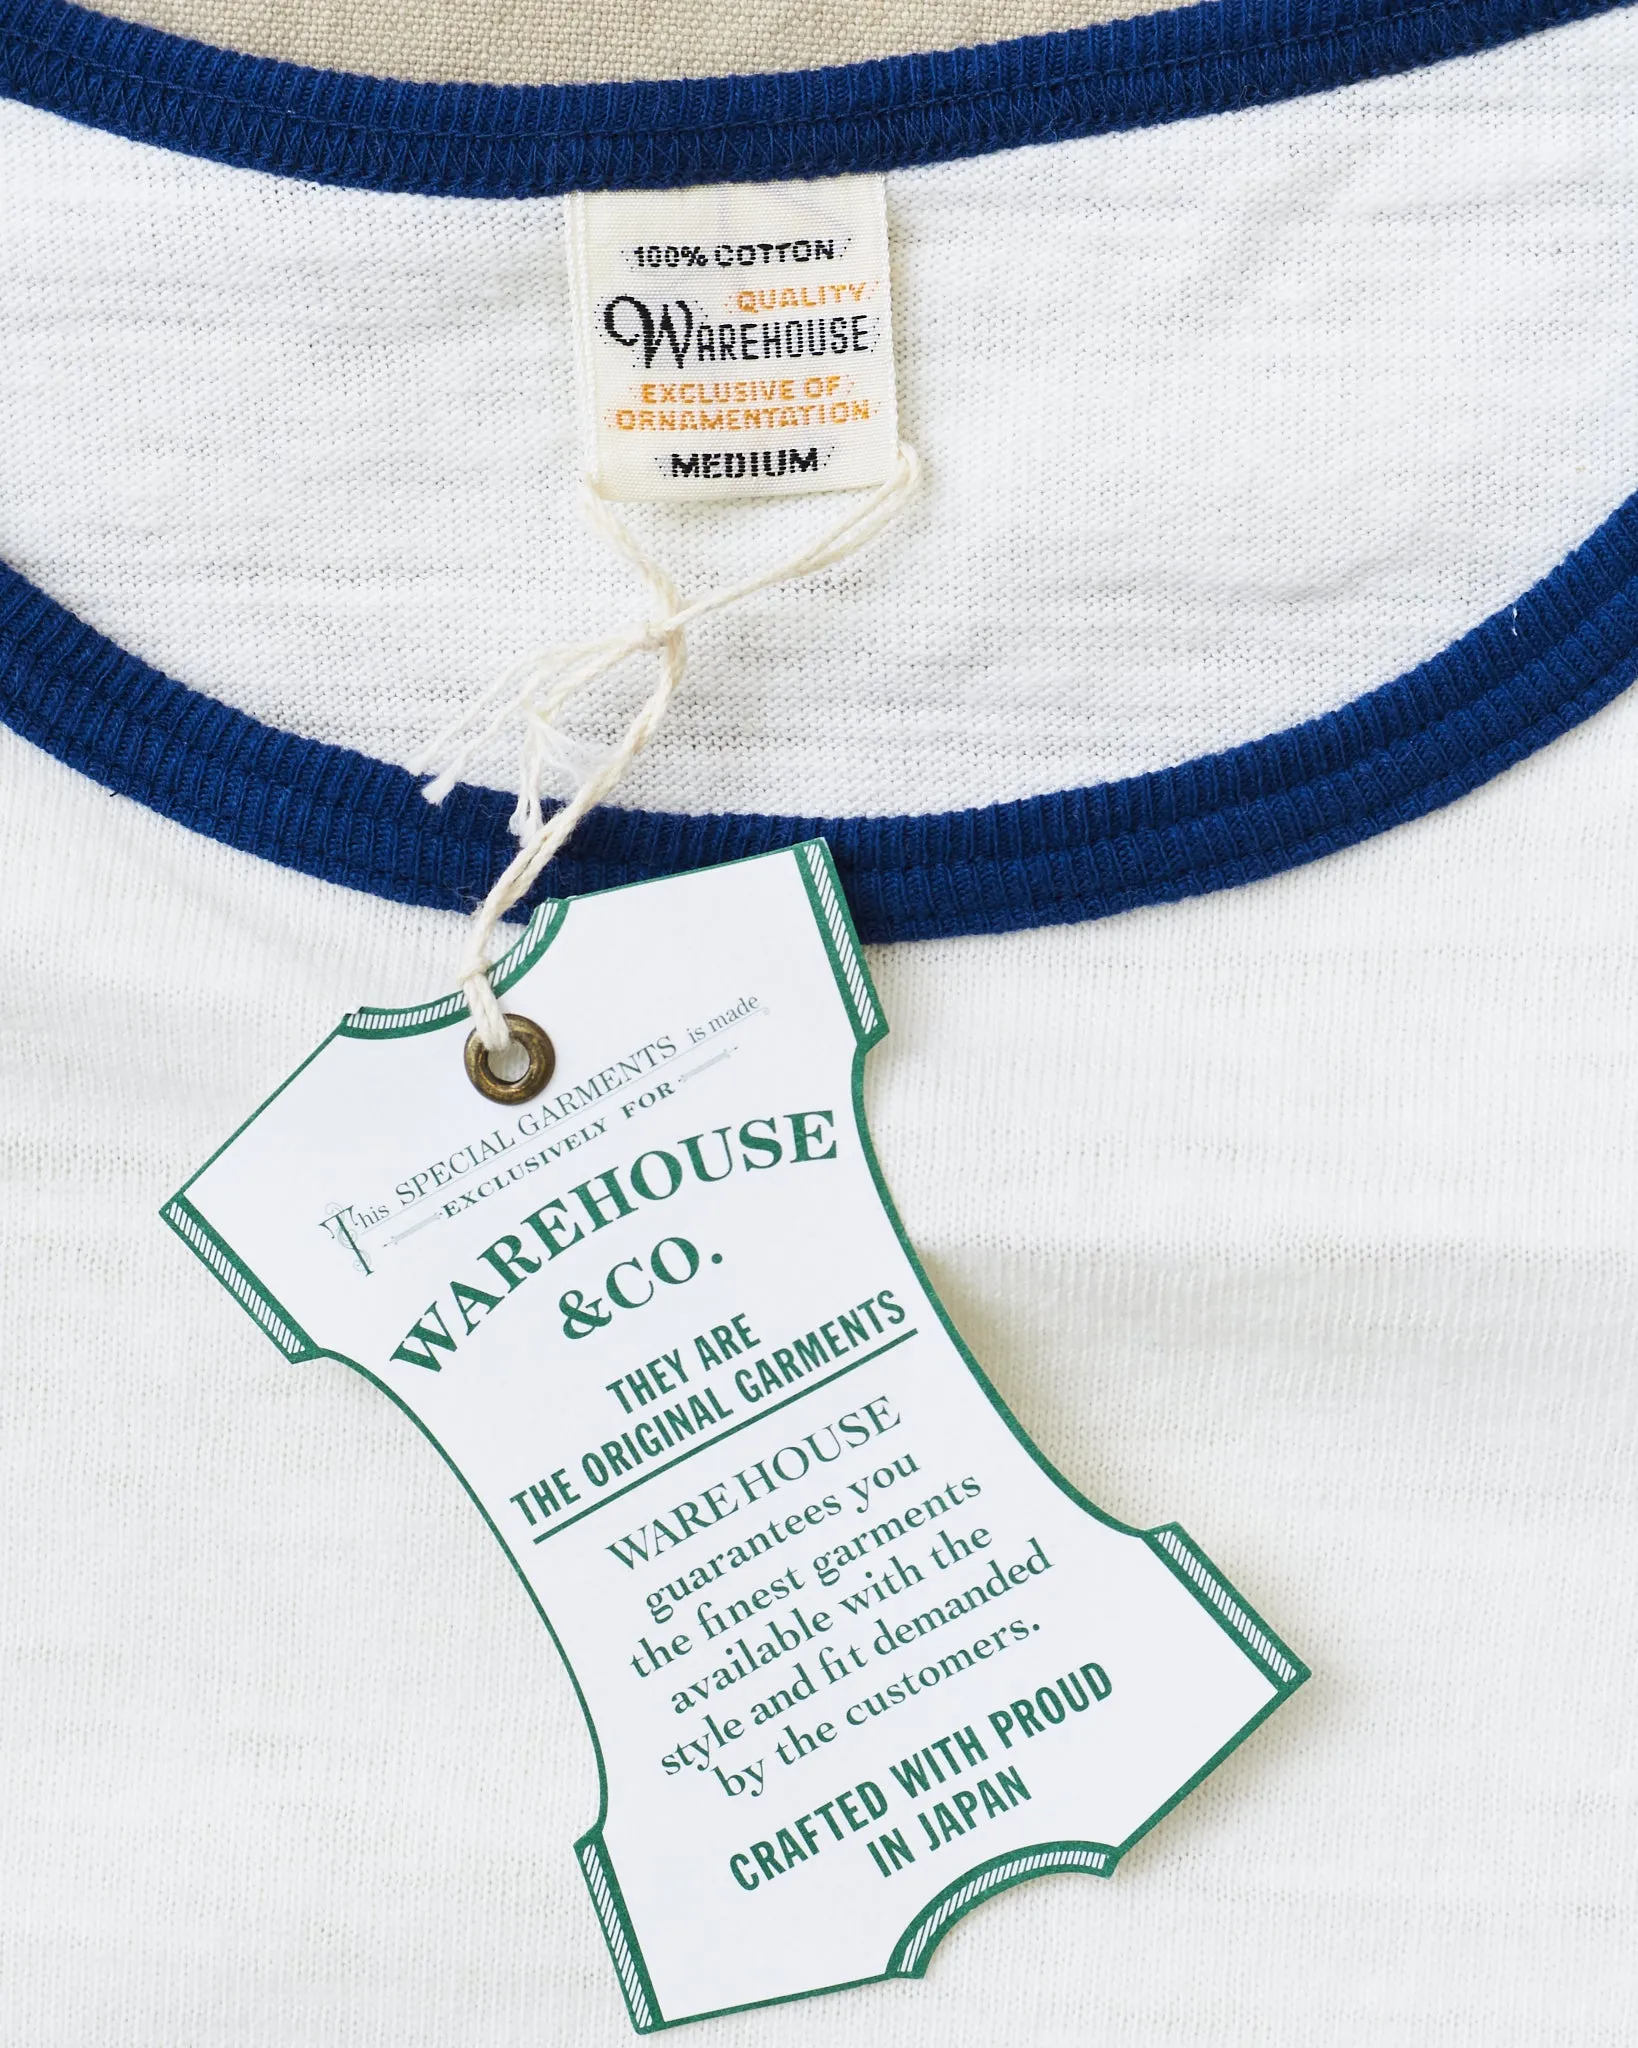 100% COTTON
QUALITY
WAREHOUSE
EXCLUSIVE OF
ORNAMENTATION
MEDIUM
This SPECIAL GARMENTS is made
EXCLUSIVELY FOR
WAREHOUSE
&CO.
THEY ARE
THE ORIGINAL GARMENTS
WAREHOUSE
guarantees you
the finest garments
available with the
style and fit demanded
by the customers.
CRAFTED WITH PROUD
IN JAPAN